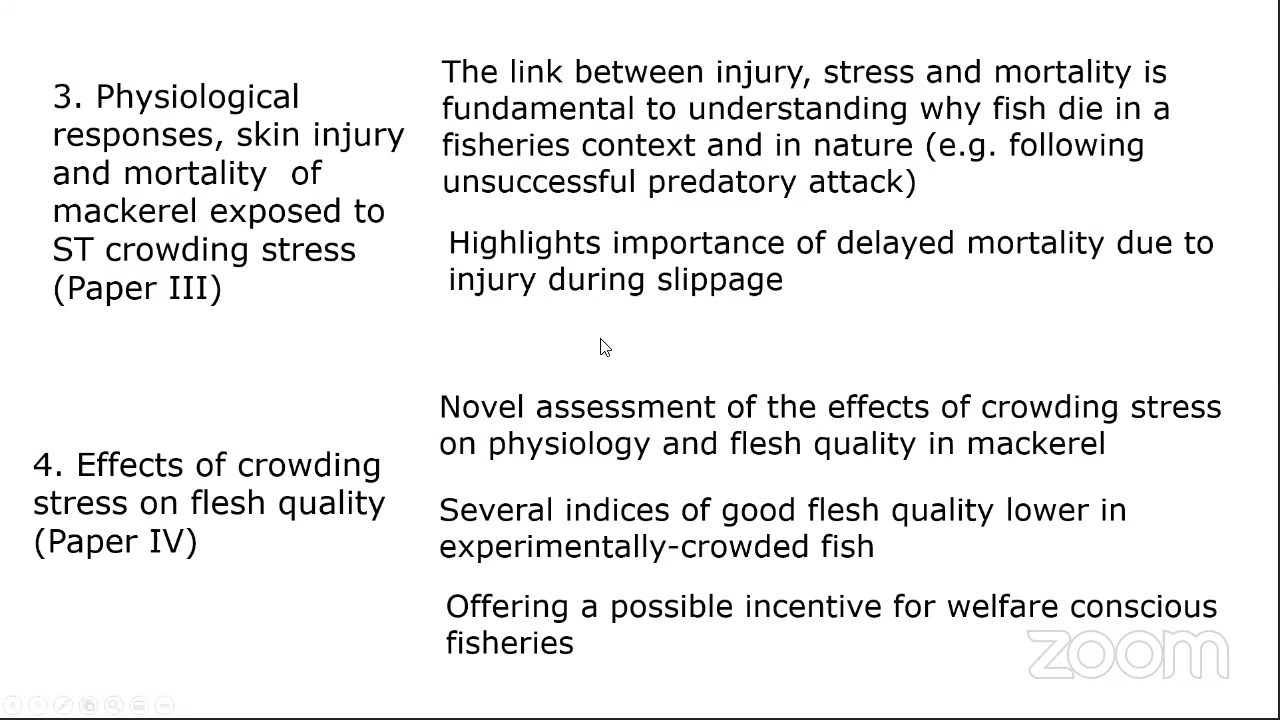 3. Physiological
responses, skin injury
and mortality  of
mackerel exposed to
ST crowding stress
(Paper III)
The link between injury, stress and mortality is
fundamental to understanding why fish die in a
fisheries context and in nature (e.g. following
unsuccessful predatory attack)
Highlights importance of delayed mortality due to
injury during slippage
4. Effects of crowding
stress on flesh quality
(Paper IV)
Novel assessment of the effects of crowding stress
on physiology and flesh quality in mackerel
Several indices of good flesh quality lower in
experimentally-crowded fish
Offering a possible incentive for welfare conscious
fisheries
zoom